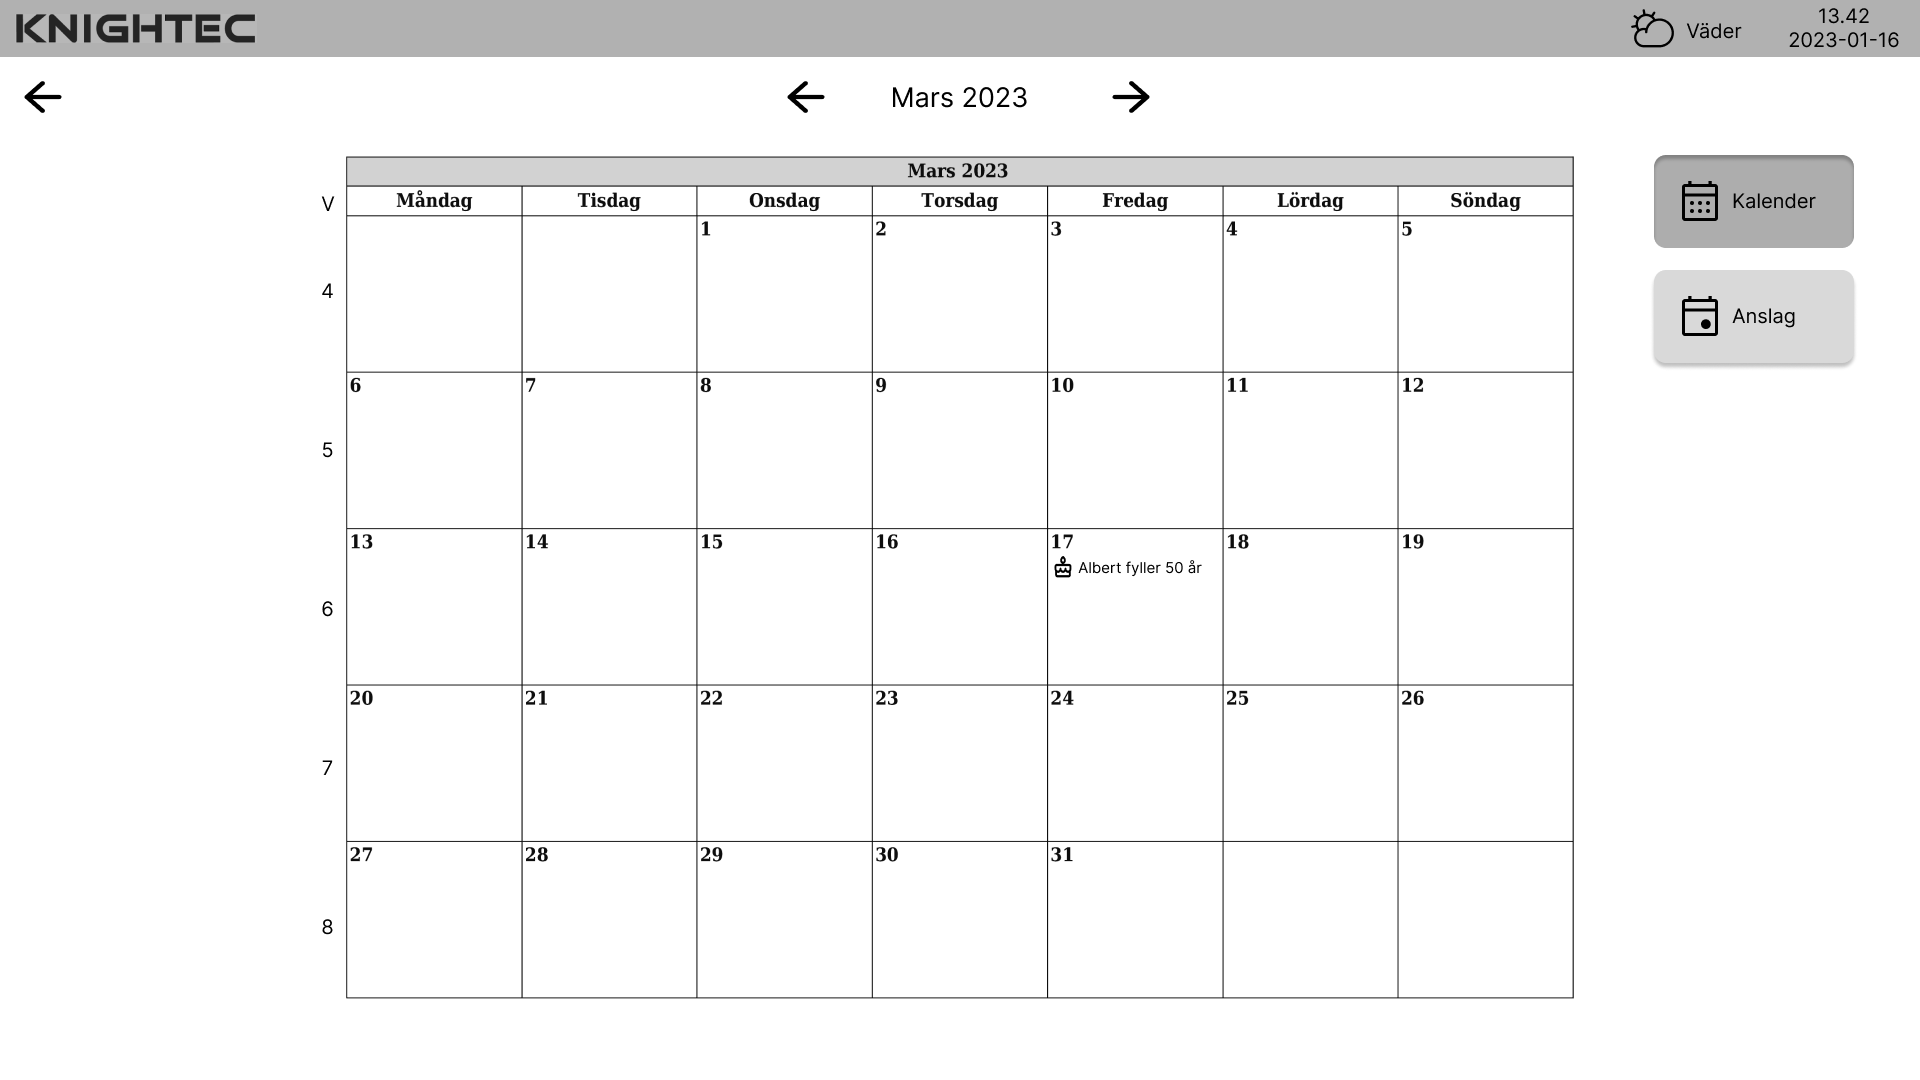 KNIGHTEC
Väder
13.42
2023-01-16
Mars 2023
Mars 2023
V Måndag Tisdag Onsdag Torsdag Fredag Lördag Söndag
1 2 3 4 5
4
6 7 8 9 10 11 12
5
13 14 15 16 17 18 19
Albert fyller 50 år
6
20 21 22 23 24 25 26
7
27 28 29 30 31
8
Kalender
Anslag